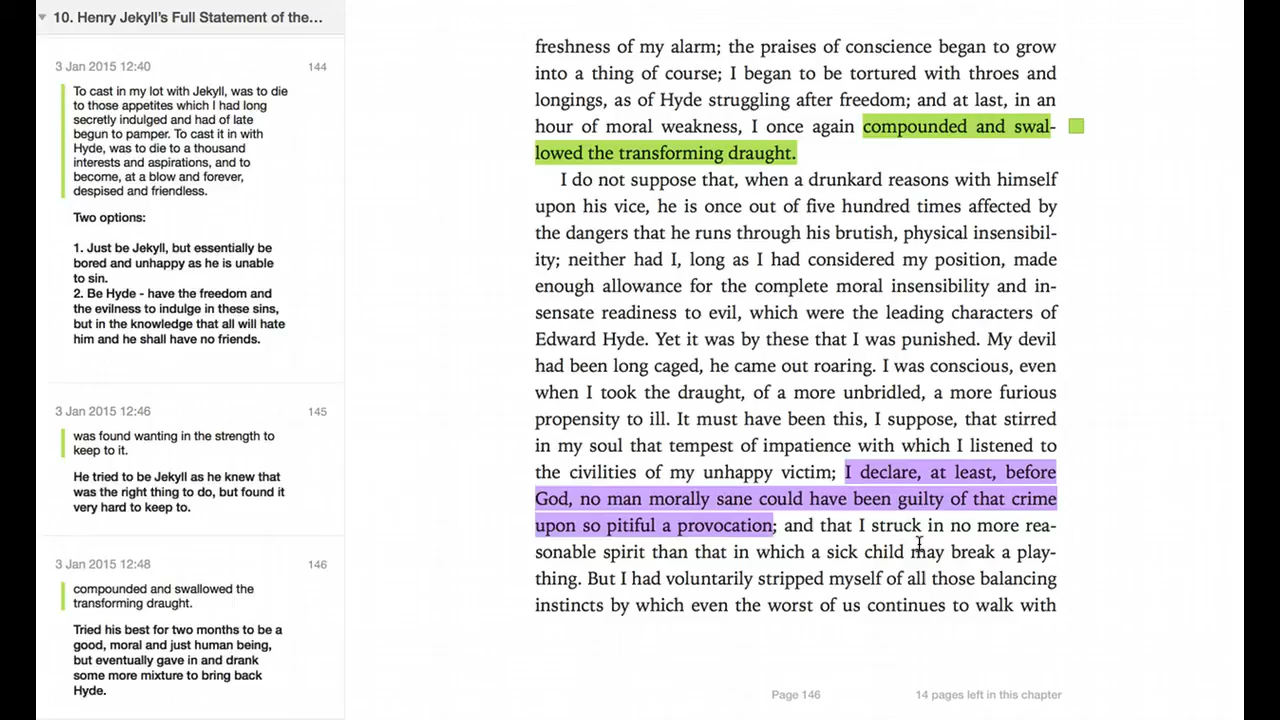 10. Henry Jekyll's Full Statement of the...
3 Jan 2015 12:40
144
To cast in my lot with Jekyll, was to die
to those appetites which I had long
secretly indulged and had of late
begun to pamper. To cast it in with
Hyde, was to die to a thousand
interests and aspirations, and to
become, at a blow and forever,
despised and friendless.
Two options:
1. Just be Jekyll, but essentially be
bored and unhappy as he is unable
to sin.
2. Be Hyde - have the freedom and
the evilness to indulge in these sins,
but in the knowledge that all will hate
him and he shall have no friends.
3 Jan 2015 12:46
145
was found wanting in the strength to
keep to it.
He tried to be Jekyll as he knew that
was the right thing to do, but found it
very hard to keep to.
3 Jan 2015 12:48
146
compounded and swallowed the
transforming draught.
Tried his best for two months to be a
good, moral and just human being,
but eventually gave in and drank
some more mixture to bring back
Hyde.
freshness of my alarm; the praises of conscience began to grow
into a thing of course; I began to be tortured with throes and
longings, as of Hyde struggling after freedom; and at last, in an
hour of moral weakness, I once again compounded and swal-
lowed the transforming draught.
I do not suppose that, when a drunkard reasons with himself
upon his vice, he is once out of five hundred times affected by
the dangers that he runs through his brutish, physical insensibil-
ity; neither had I, long as I had considered my position, made
enough allowance for the complete moral insensibility and in-
sensate readiness to evil, which were the leading characters of
Edward Hyde. Yet it was by these that I was punished. My devil
had been long caged, he came out roaring. I was conscious, even
when I took the draught, of a more unbridled, a more furious
propensity to ill. It must have been this, I suppose, that stirred
in my soul that tempest of impatience with which I listened to
the civilities of my unhappy victim; I declare, at least, before
God, no man morally sane could have been guilty of that crime
upon so pitiful a provocation; and that I struck in no more rea-
sonable spirit than that in which a sick child may break a play-
thing. But I had voluntarily stripped myself of all those balancing
instincts by which even the worst of us continues to walk with
Page 146
14 pages left in this chapter